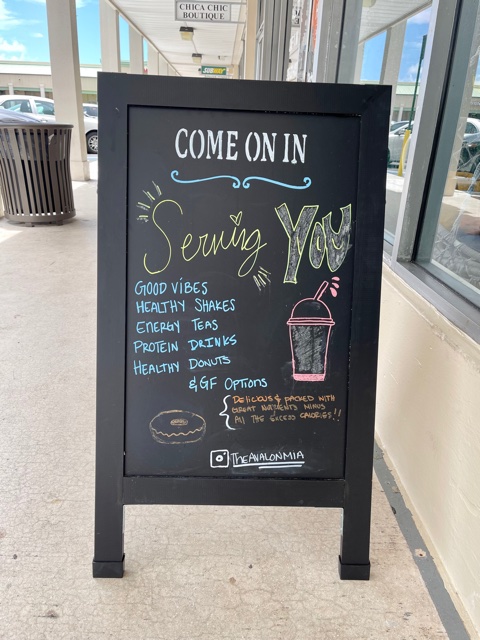 CHICA CHIC
BOUTIQUE
SUBWAY
COME ON IN
Serving YOU
GOOD VIBES
HEALTHY SHAKES
ENERGY TEAS
PROTEIN DRINKS
HEALTHY DONUTS
& GF OPTIONS
DELICIOUS & PACKED WITH
GREAT NUTRIENTS MINUS
All THE EXCESS CALORIES!!
THEAVALONMIA